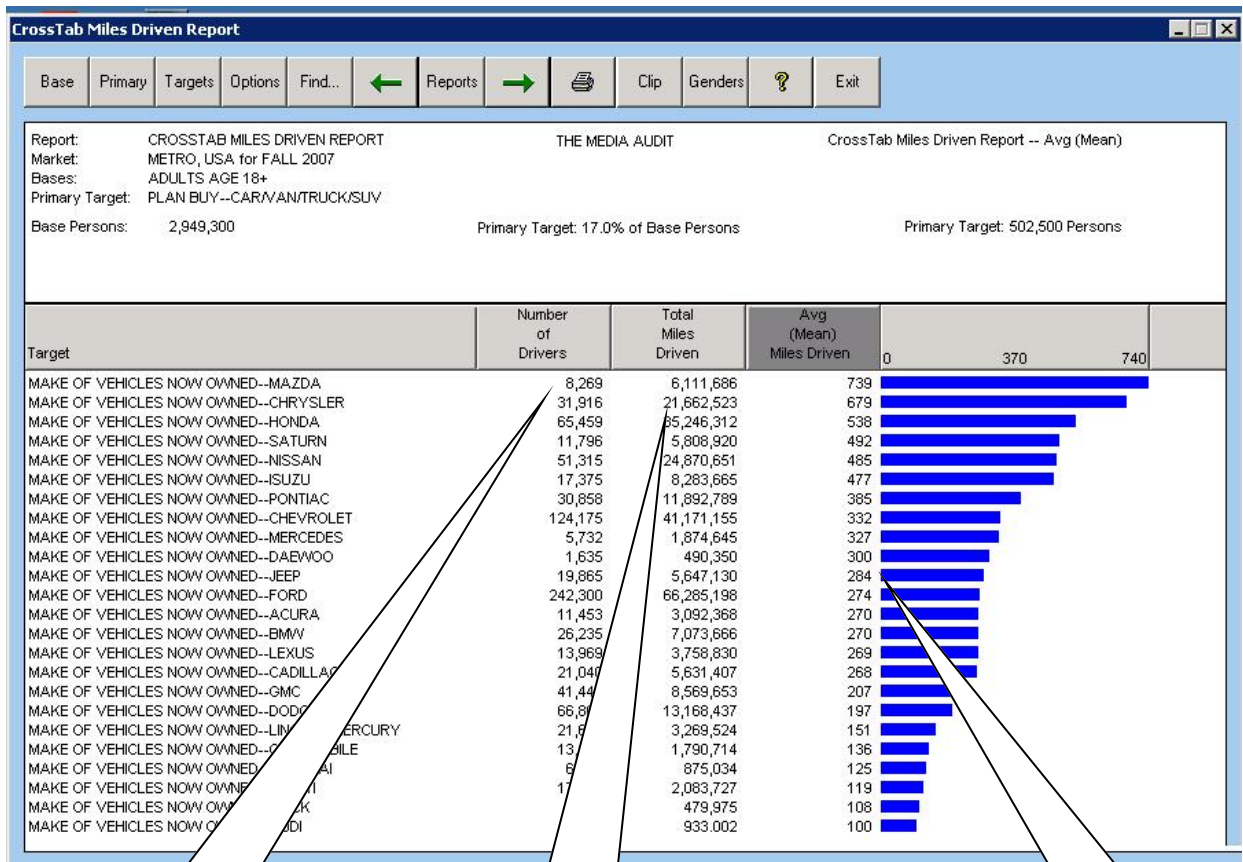 CrossTab Miles Driven Report
Base Primary Targets Options Find... Reports Clip Genders ? Exit
Report: CROSSTAB MILES DRIVEN REPORT THE MEDIA AUDIT CrossTab Miles Driven Report -- Avg (Mean)
Market: METRO, USA for FALL 2007
Bases: ADULTS AGE 18+
Primary Target: PLAN BUY--CAR/VAN/TRUCK/SUV
Base Persons: 2,949,300 Primary Target: 17.0% of Base Persons Primary Target: 502,500 Persons
Number Total Avg
of Miles (Mean)
Target Drivers Driven Miles Driven 0 370 740
MAKE OF VEHICLES NOW OWNED--MAZDA 8,269 6,111,686 739
MAKE OF VEHICLES NOW OWNED--CHRYSLER 31,916 21,662,523 679
MAKE OF VEHICLES NOW OWNED--HONDA 65,459 35,246,312 538
MAKE OF VEHICLES NOW OWNED--SATURN 11,796 5,808,920 492
MAKE OF VEHICLES NOW OWNED--NISSAN 51,315 24,870,651 485
MAKE OF VEHICLES NOW OWNED--ISUZU 17,375 8,283,665 477
MAKE OF VEHICLES NOW OWNED--PONTIAC 30,858 11,892,789 385
MAKE OF VEHICLES NOW OWNED--CHEVROLET 124,175 41,171,155 332
MAKE OF VEHICLES NOW OWNED--MERCEDES 5,732 1,874,645 327
MAKE OF VEHICLES NOW OWNED--DAEWOO 1,635 490,350 300
MAKE OF VEHICLES NOW OWNED--JEEP 19,865 5,647,130 284
MAKE OF VEHICLES NOW OWNED--FORD 242,300 66,285,198 274
MAKE OF VEHICLES NOW OWNED--ACURA 11,453 3,092,368 270
MAKE OF VEHICLES NOW OWNED--BMW 26,235 7,073,666 270
MAKE OF VEHICLES NOW OWNED--LEXUS 13,969 3,758,830 269
MAKE OF VEHICLES NOW OWNED--CADILLAC 21,040 5,631,407 268
MAKE OF VEHICLES NOW OWNED--GMC 8,569,653 207
MAKE OF VEHICLES NOW OWNED--DODGE 13,168,437 197
MAKE OF VEHICLES NOW OWNED-- 3,269,524 151
MAKE OF VEHICLES NOW OWNED-- 1,790,714 136
MAKE OF VEHICLES NOW OWNED-- 875,034 125
MAKE OF VEHICLES NOW 2,083,727 119
MAKE OF VEHICLES NOW 479,975 108
MAKE OF VEHICLES NOW 933.002 100